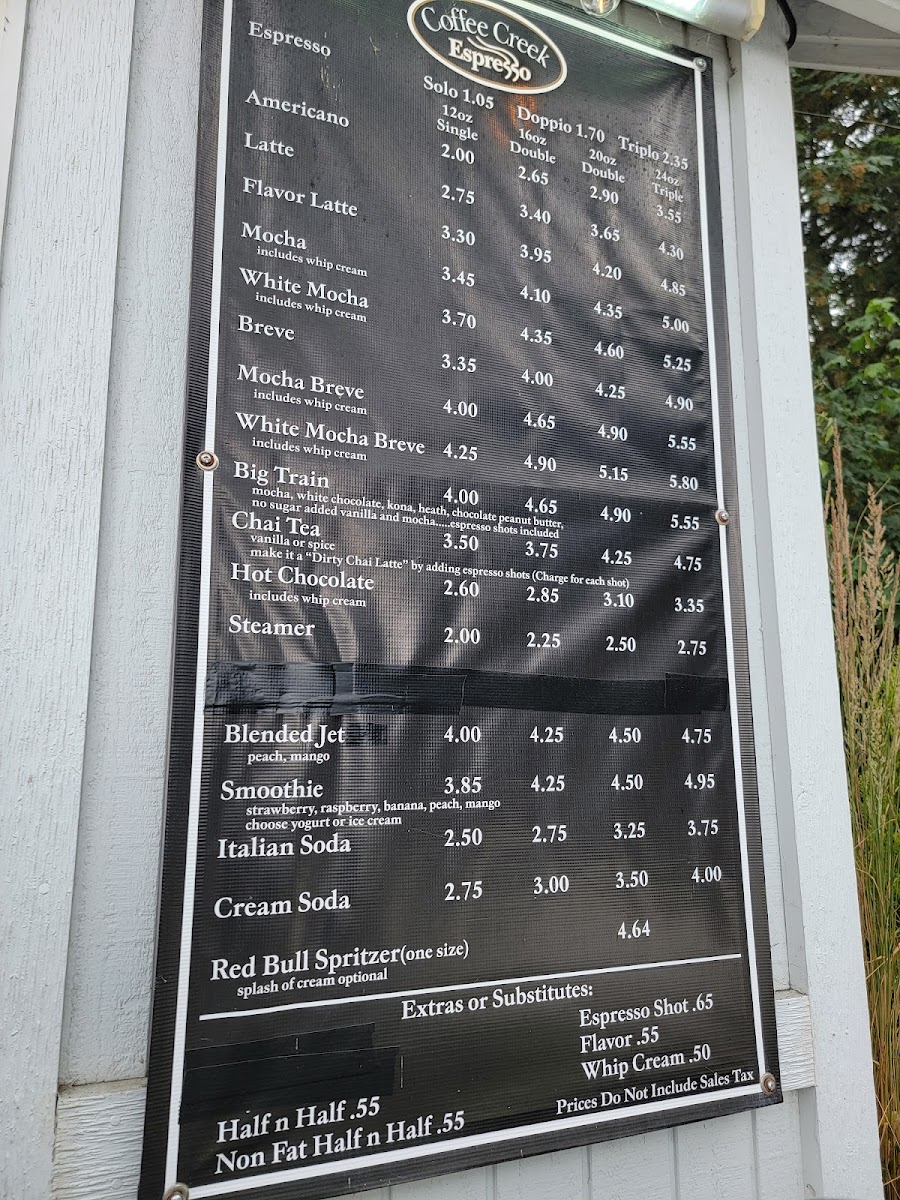 Coffee Creek
Espresso
Espresso Solo 1.05 Doppio 1.70 Triplo 2.35
12oz 16oz 20oz 24oz
Single Double Double Triple
Americano 2.00 2.65 2.90 3.55
Latte 2.75 3.40 3.65 4.30
Flavor Latte 3.30 3.95 4.20 4.85
Mocha 3.45 4.10 4.35 5.00
includes whip cream
White Mocha 3.70 4.35 4.60 5.25
includes whip cream
Breve 3.35 4.00 4.25 4.90
Mocha Breve 4.00 4.65 4.90 5.55
includes whip cream
White Mocha Breve 4.25 4.90 5.15 5.80
includes whip cream
Big Train 4.00 4.65 4.90 5.55
mocha, white chocolate, kona, heath, chocolate peanut butter,
no sugar added vanilla and mocha.....espresso shots included
Chai Tea 3.50 3.75 4.25 4.75
vanilla or spice
make it a "Dirty Chai Latte" by adding espresso shots (Charge for each shot)
Hot Chocolate 2.60 2.85 3.10 3.35
includes whip cream
Steamer 2.00 2.25 2.50 2.75
Blended Jet 4.00 4.25 4.50 4.75
peach, mango
Smoothie 3.85 4.25 4.50 4.95
strawberry, raspberry, banana, peach, mango
choose yogurt or ice cream
Italian Soda 2.50 2.75 3.25 3.75
Cream Soda 2.75 3.00 3.50 4.00
Red Bull Spritzer(one size) 4.64
splash of cream optional
Extras or Substitutes:
Espresso Shot .65
Flavor .55
Whip Cream .50
Half n Half .55
Non Fat Half n Half .55
Prices Do Not Include Sales Tax